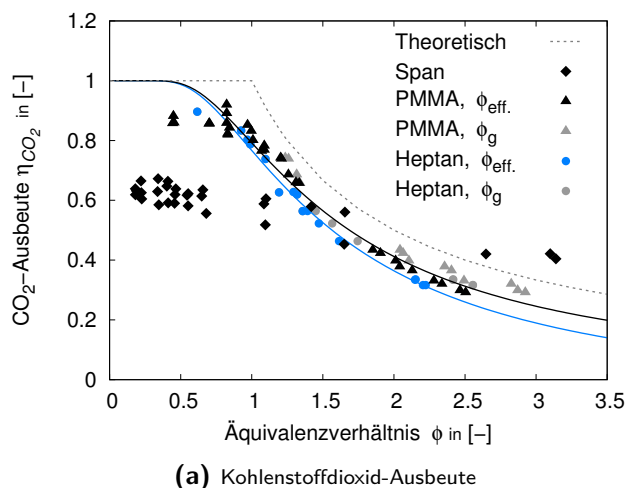 Theoretisch
Span
PMMA, ϕeff.
PMMA, ϕg
Heptan, ϕeff.
Heptan, ϕg
CO2–Ausbeute ηCO2 in [–]
1.2
1
0.8
0.6
0.4
0.2
0
0 0.5 1 1.5 2 2.5 3 3.5
Äquivalenzverhältnis ϕ in [–]
(a) Kohlenstoffdioxid-Ausbeute